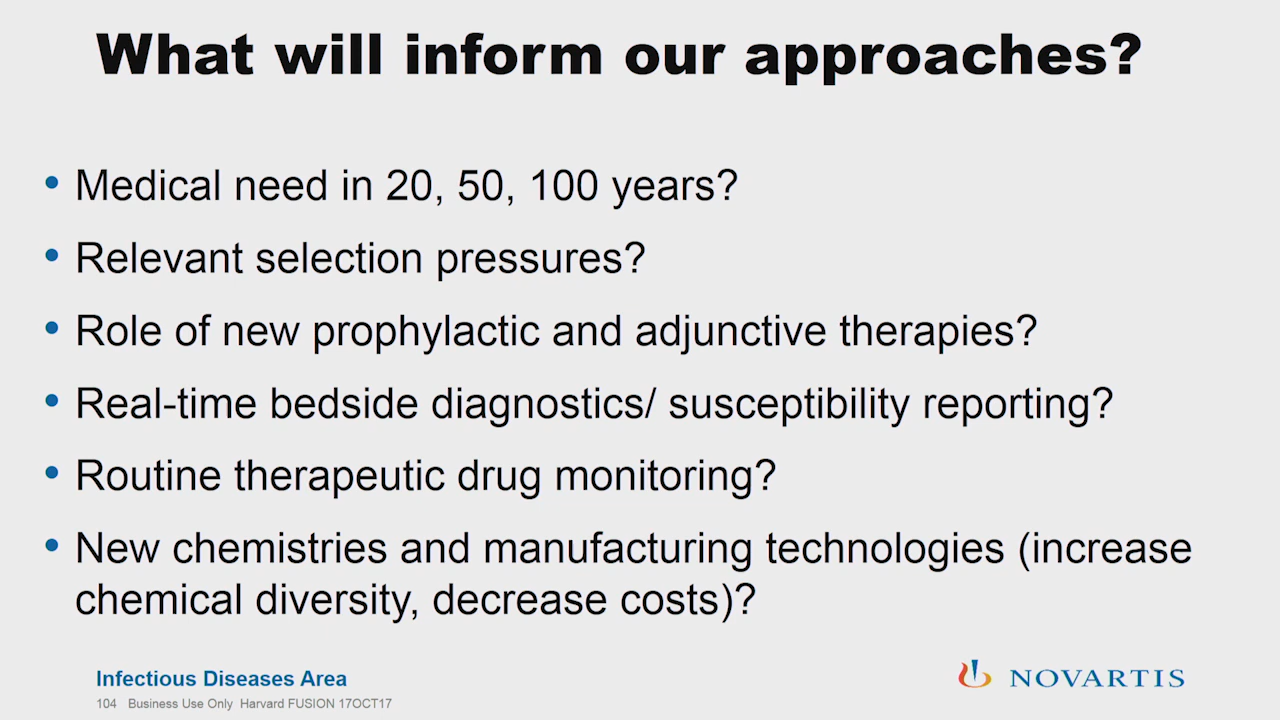 What will inform our approaches?
• Medical need in 20, 50, 100 years?
• Relevant selection pressures?
• Role of new prophylactic and adjunctive therapies?
• Real-time bedside diagnostics/ susceptibility reporting?
• Routine therapeutic drug monitoring?
• New chemistries and manufacturing technologies (increase
chemical diversity, decrease costs)?
Infectious Diseases Area
104 Business Use Only Harvard FUSION 17OCT17
NOVARTIS